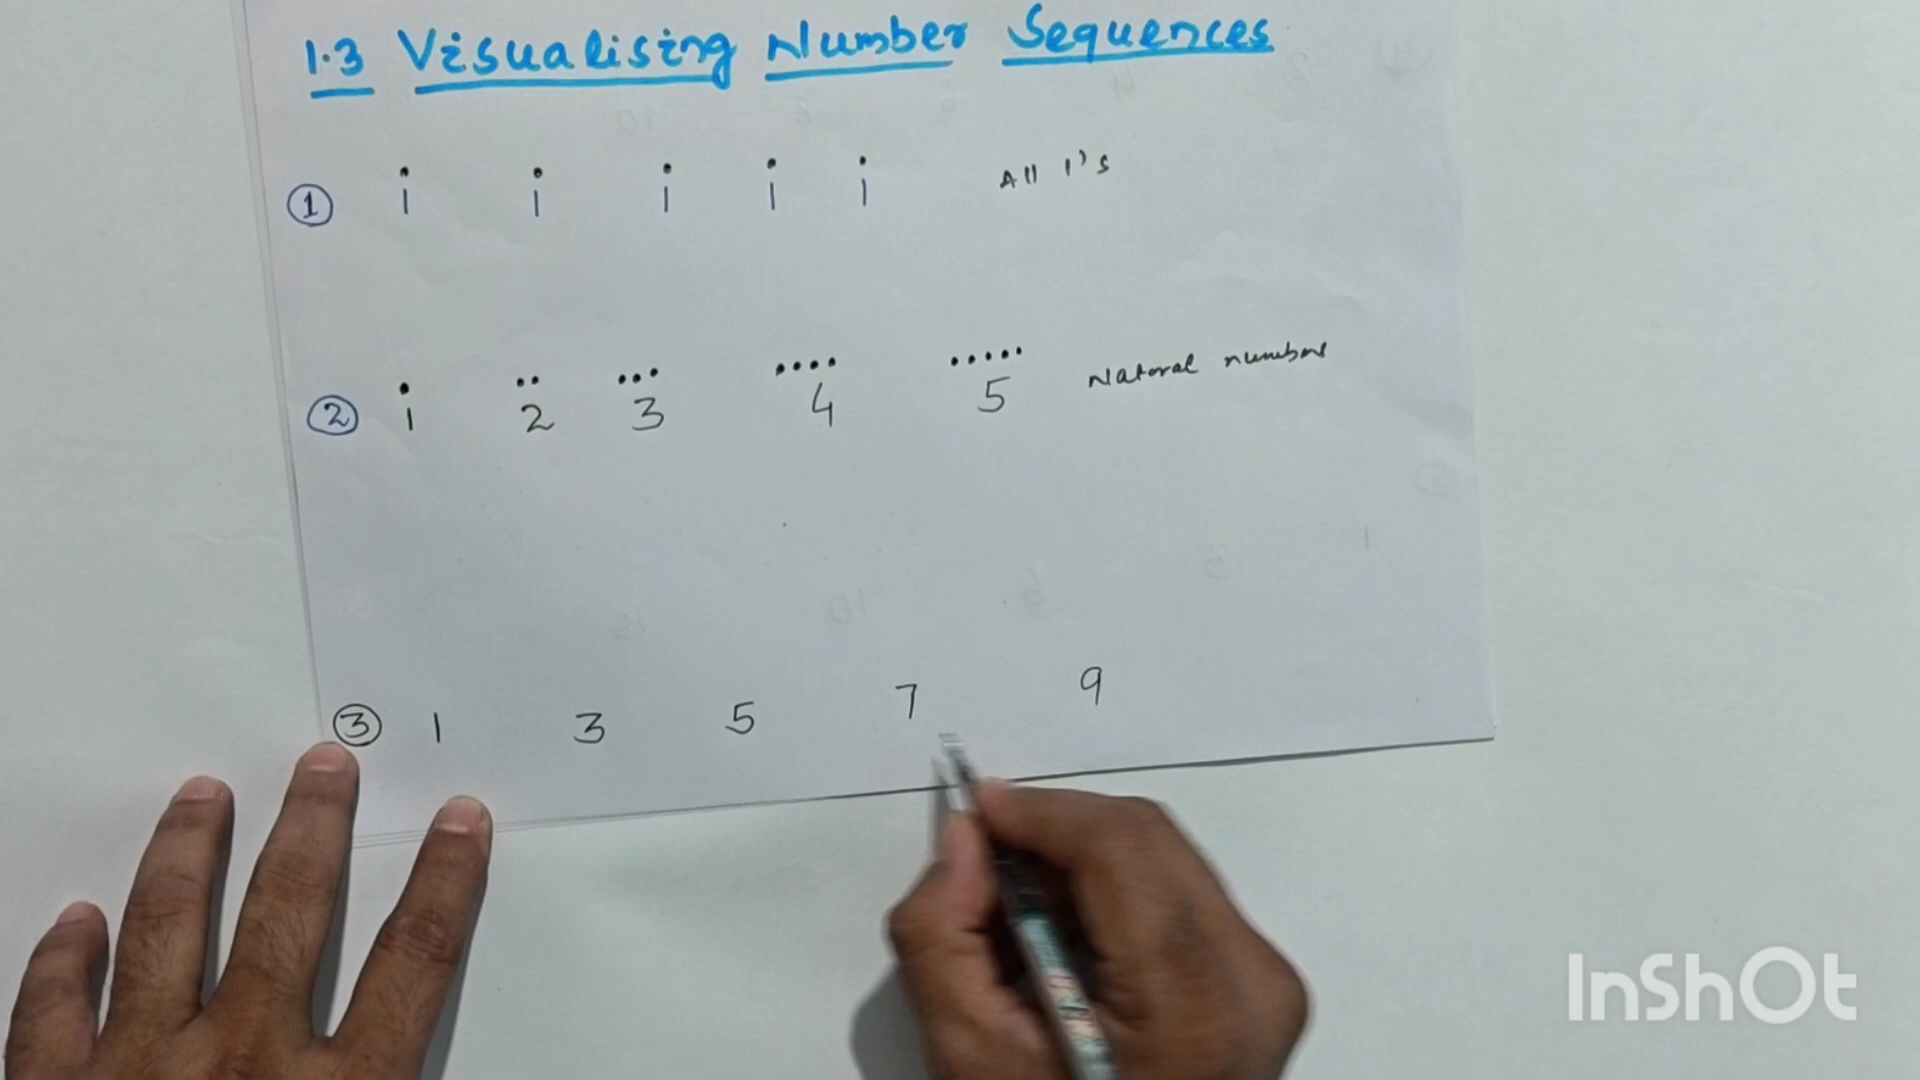 1.3 Visualising Number Sequences
① 1 1 1 1 1 All 1's
② 1 2 3 4 5 Natural numbers
③ 1 3 5 7 9
InShOt